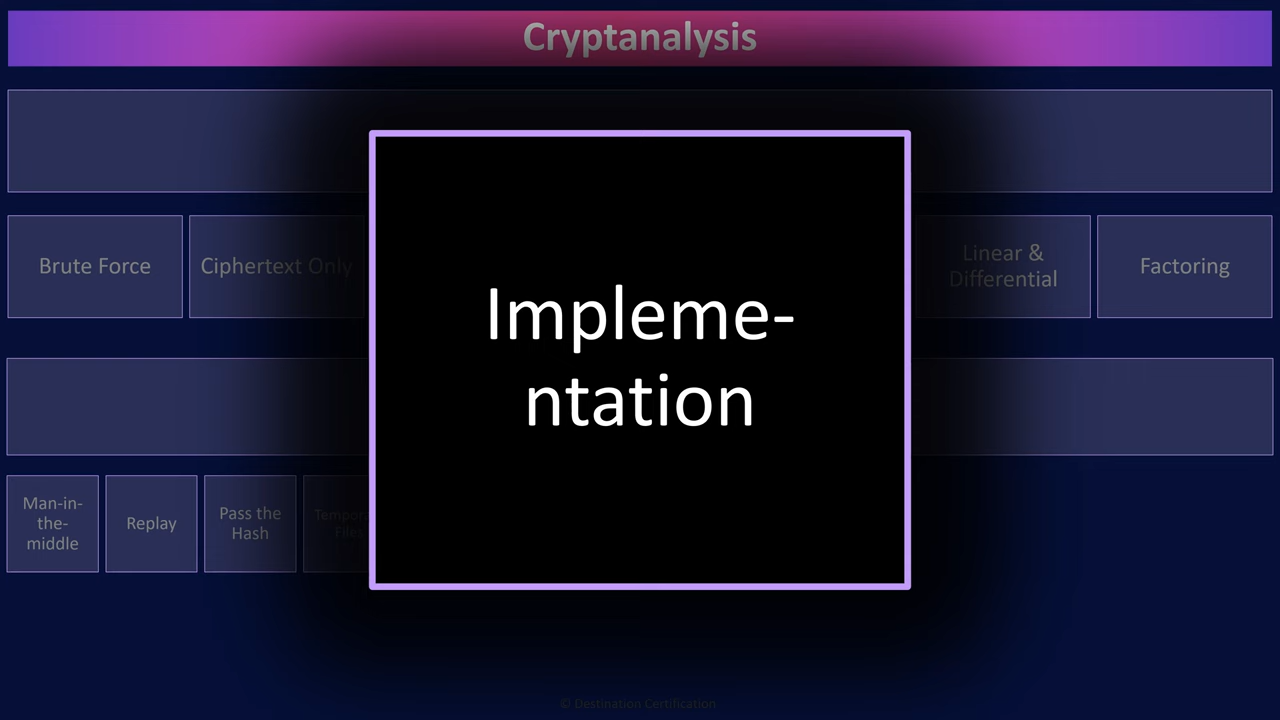 Cryptanalysis
Brute Force
Ciphertext Only
Linear &
Differential
Factoring
Impleme-
ntation
Man-in-
the-
middle
Replay
Pass the
Hash
Files
© Destination Certification